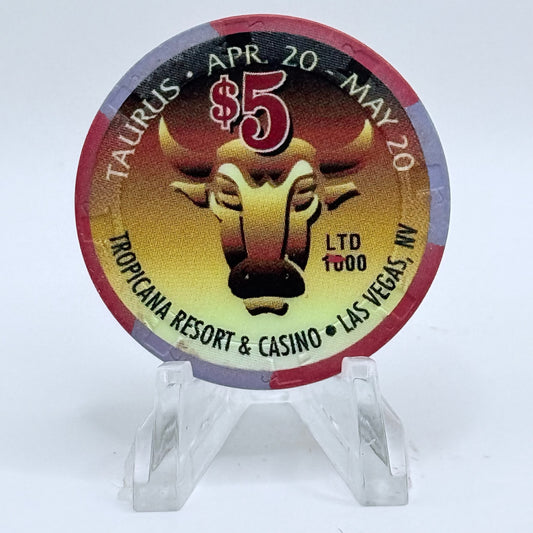 TAURUS • APR. 20 - MAY 20
$5
LTD
1000
TROPICANA RESORT & CASINO • LAS VEGAS, NV